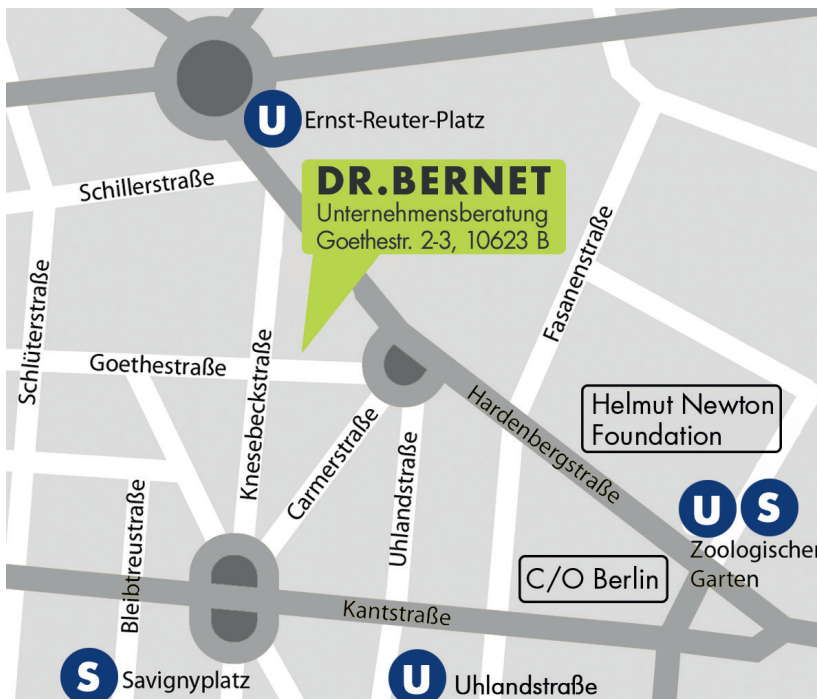 U Ernst-Reuter-Platz
Schillerstraße
DR.BERNET
Unternehmensberatung
Goethestr. 2-3, 10623 B
Schlüterstraße
Goethestraße
Knesebeckstraße
Fasanenstraße
Hardenbergstraße
Helmut Newton
Foundation
Carmerstraße
Uhlandstraße
Bleibtreustraße
U S
Zoologischer
Garten
C/O Berlin
Kantstraße
S Savignyplatz
U Uhlandstraße